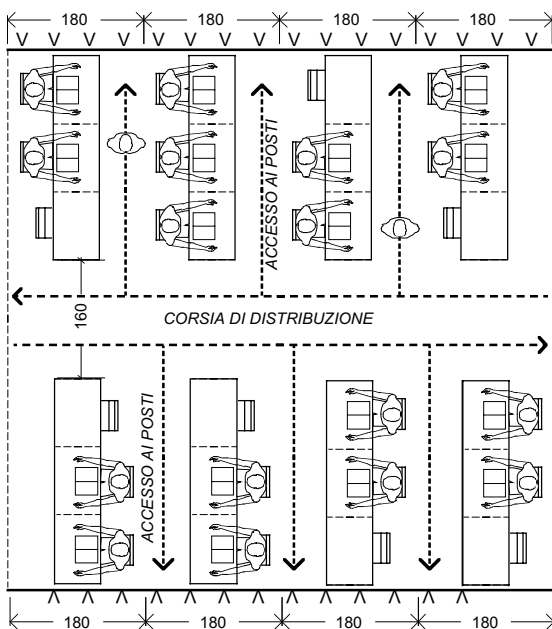 180 180 180 180
ACCESSO AI POSTI
160
CORSIA DI DISTRIBUZIONE
ACCESSO AI POSTI
180 180 180 180